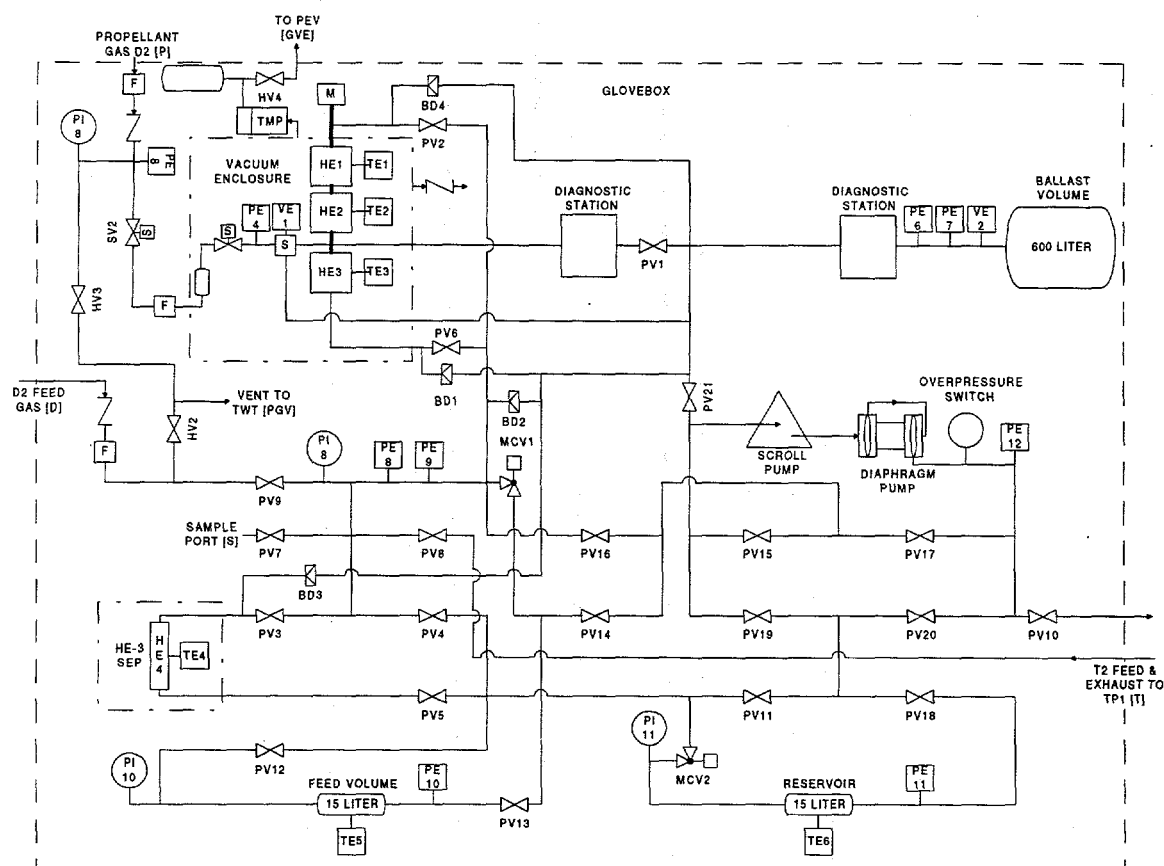 TO PEV
[GVE]
PROPELLANT
GAS D2 [P]
F
HV4
M
BD4
GLOVEBOX
PI
8
TMP
PV2
PE
8
VACUUM
ENCLOSURE
HE1
TE1
DIAGNOSTIC
STATION
DIAGNOSTIC
STATION
BALLAST
VOLUME
SV2
S
S
PE
4
VE
1
HE2
TE2
PE
6
PE
7
VE
2
S
600 LITER
PV1
HE3
TE3
HV3
F
PV6
D2 FEED
GAS [D]
VENT TO
TWT [PGV]
BD1
PV21
OVERPRESSURE
SWITCH
HV2
BD2
MCV1
F
PI
8
PE
8
PE
9
SCROLL
PUMP
DIAPHRAGM
PUMP
PE
12
PV9
SAMPLE
PORT [S]
PV7
PV8
PV16
PV15
PV17
BD3
HE-3
SEP
H
E
4
TE4
PV3
PV4
PV14
PV19
PV20
PV10
T2 FEED &
EXHAUST TO
TP1 [T]
PV5
PV11
PV18
PI
10
PV12
PI
11
MCV2
FEED VOLUME
PE
10
RESERVOIR
PE
11
15 LITER
PV13
15 LITER
TE5
TE6